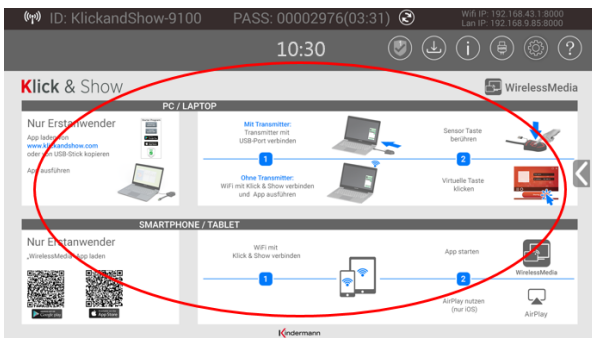 ID: KlickandShow-9100
PASS: 00002976(03:31)
Wifi IP: 192.168.43.1:8000
Lan IP: 192.168.9.85:8000
10:30
Klick & Show
WirelessMedia
PC / LAPTOP
Nur Erstanwender
App laden von
www.klickandshow.com
oder von USB-Stick kopieren
App ausführen
Mit Transmitter:
Transmitter mit
USB-Port verbinden
1
Ohne Transmitter:
WiFi mit Klick & Show verbinden
und App ausführen
Sensor Taste
berühren
2
Virtuelle Taste
klicken
SMARTPHONE / TABLET
Nur Erstanwender
„WirelessMedia" App laden
Google play
App Store
WiFi mit
Klick & Show verbinden
1
App starten
2
AirPlay nutzen
(nur iOS)
WirelessMedia
AirPlay
Kindermann